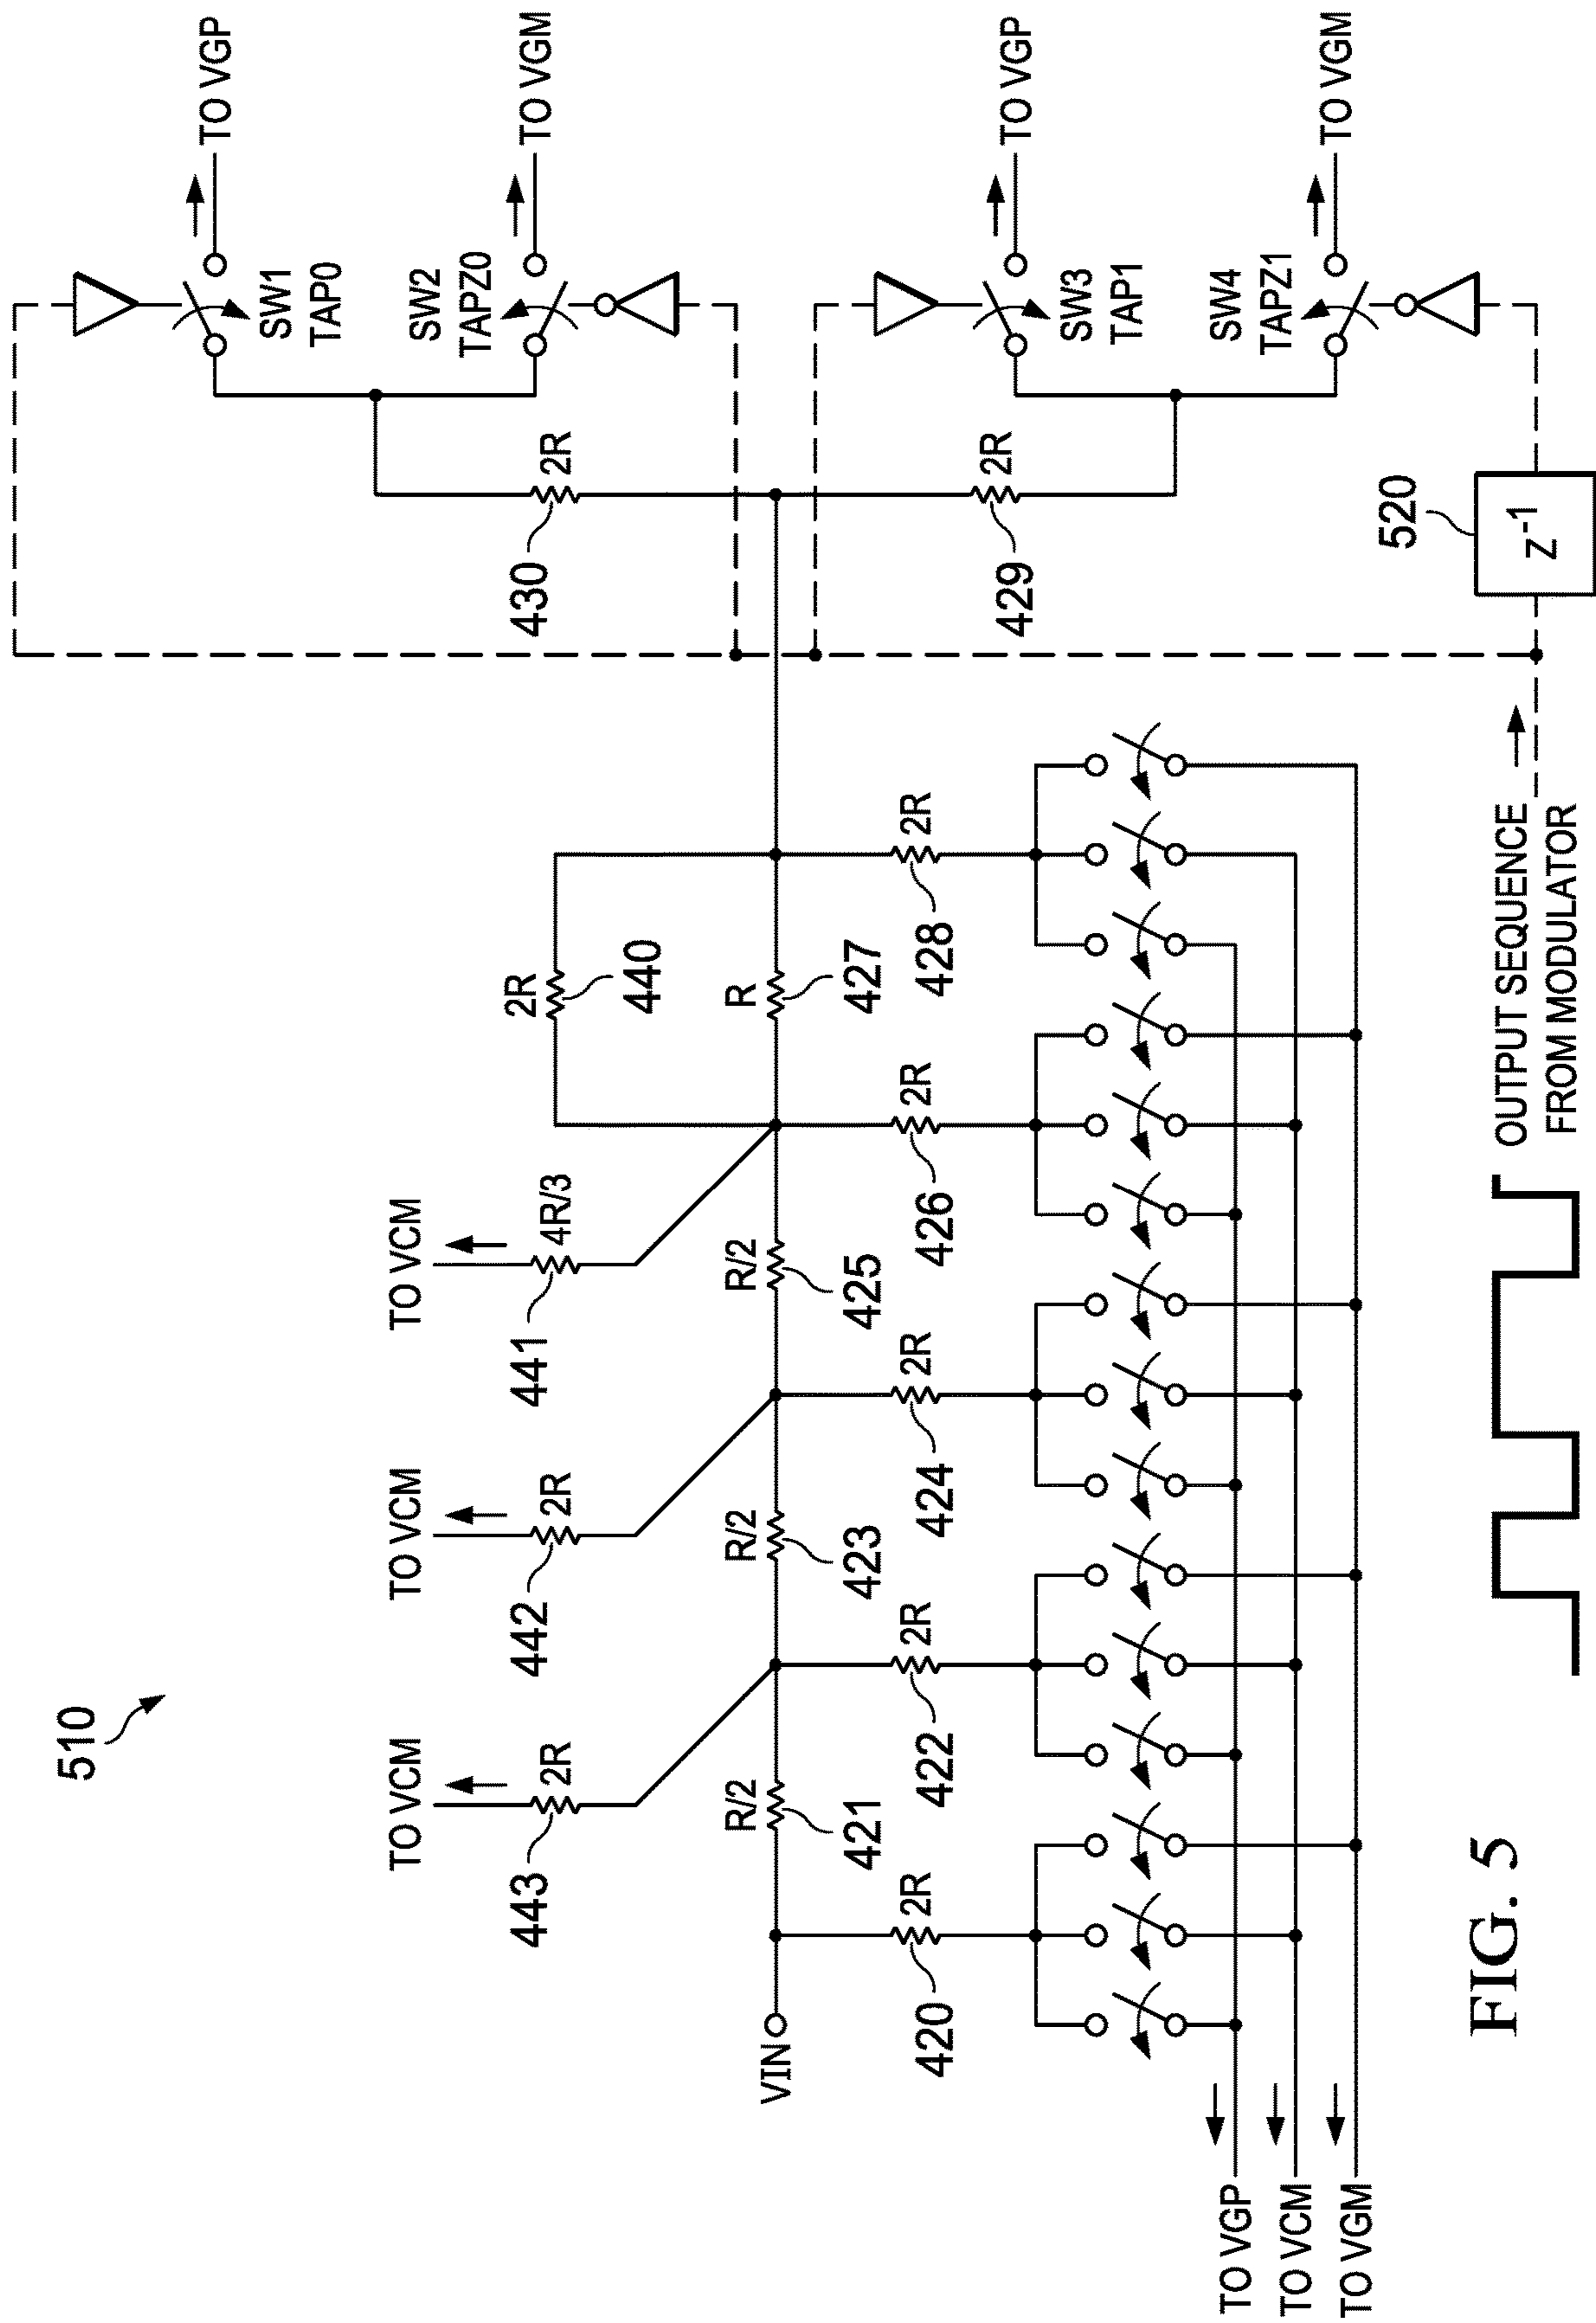 510
TO VCM
443
2R
TO VCM
442
2R
TO VCM
441
4R/3
2R
440
430
2R
SW1
TAP0
TO VGP
SW2
TAPZ0
TO VGM
VIN
R/2
421
R/2
423
R/2
425
R
427
420
2R
422
2R
424
2R
426
2R
428
2R
429
2R
SW3
TAP1
TO VGP
SW4
TAPZ1
TO VGM
TO VGP
TO VCM
TO VGM
520
Z-1
OUTPUT SEQUENCE
FROM MODULATOR
FIG. 5